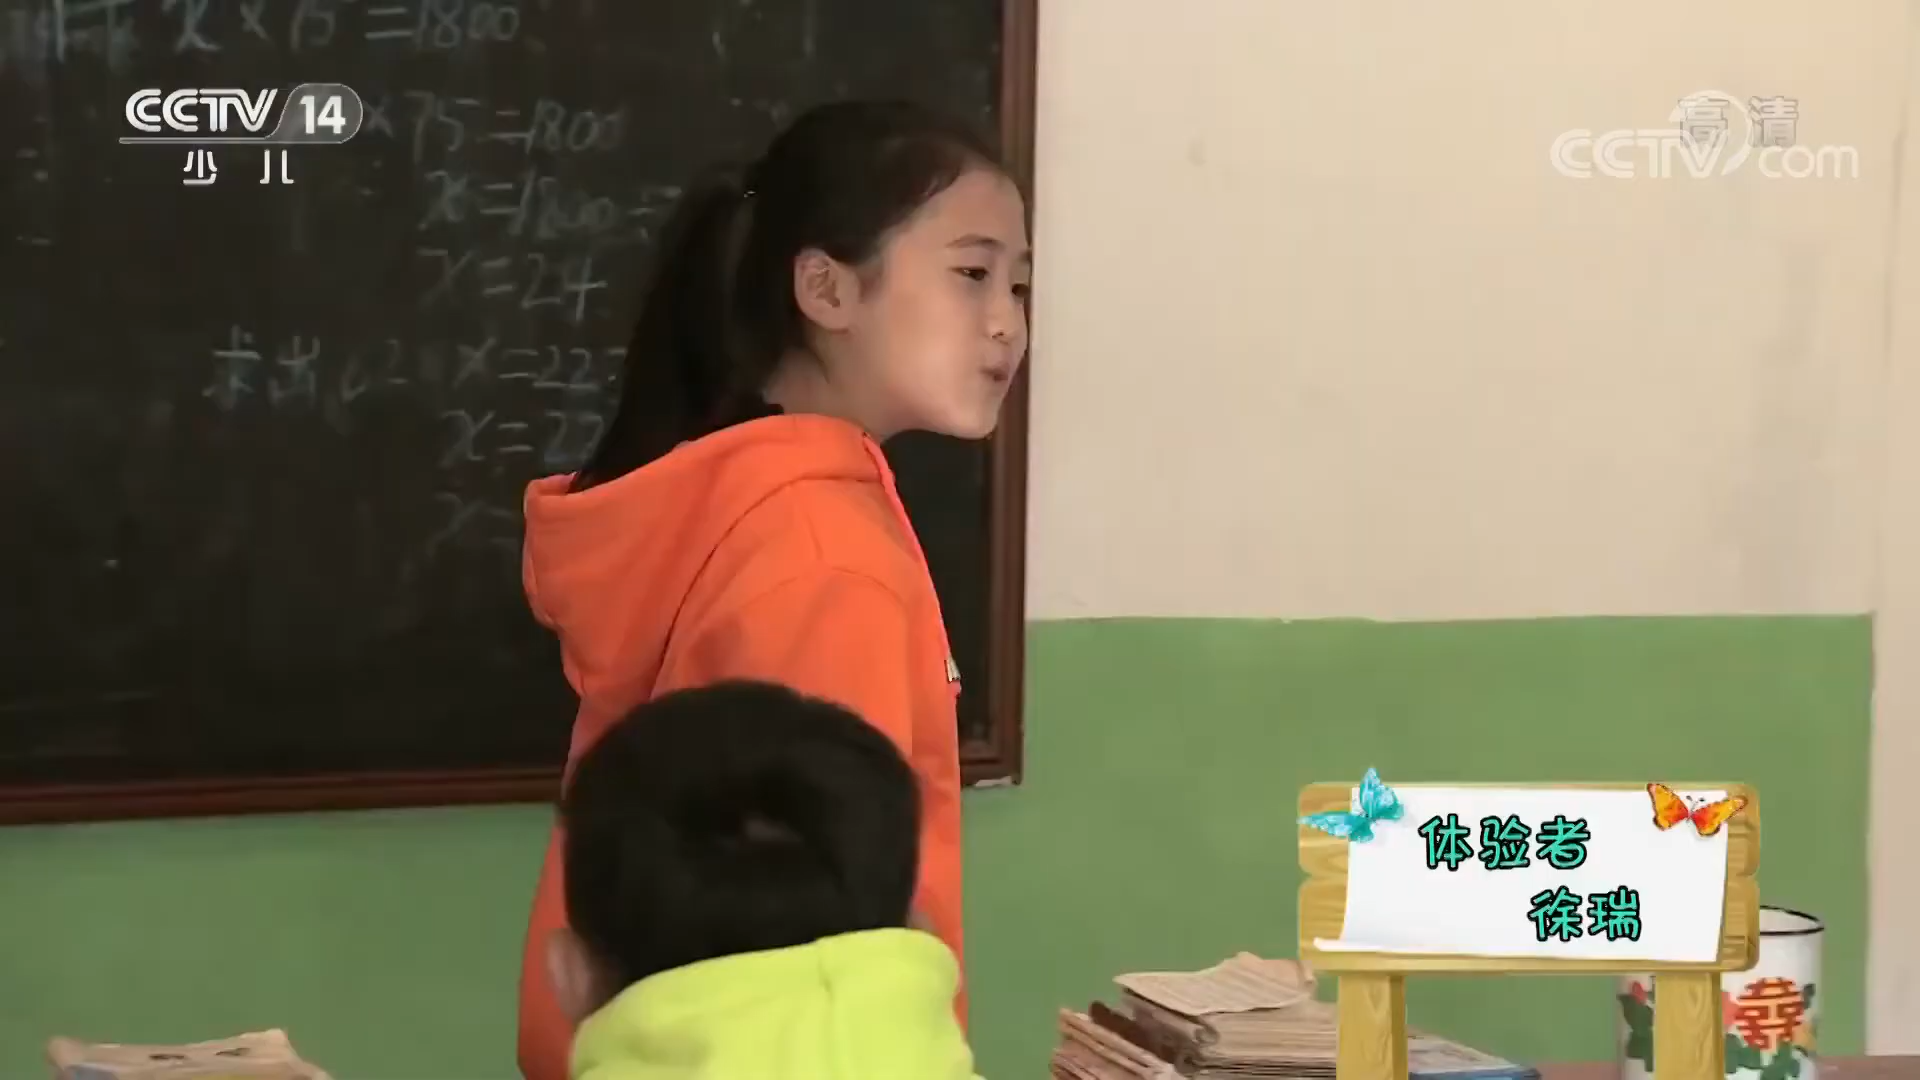 x×75=1800
CCTV 14
少儿
高清
CCTV.com
×75=1800
x=1800
x=24
求出
x=22
x=22
体验者
徐瑞
囍